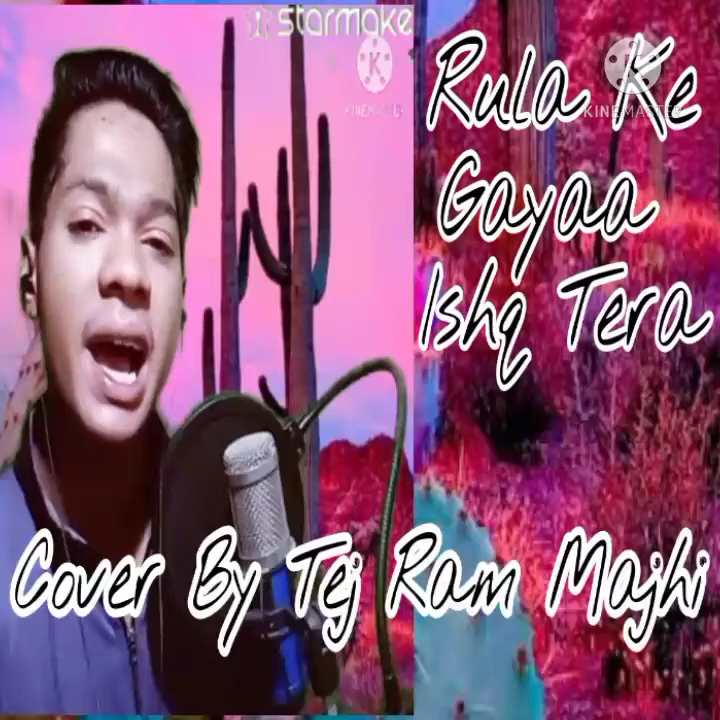 starmake
KINEMASTER
KINEMASTER
Rula Ke
Gayaa
Ishq Tera
Cover By Tej Ram Majhi